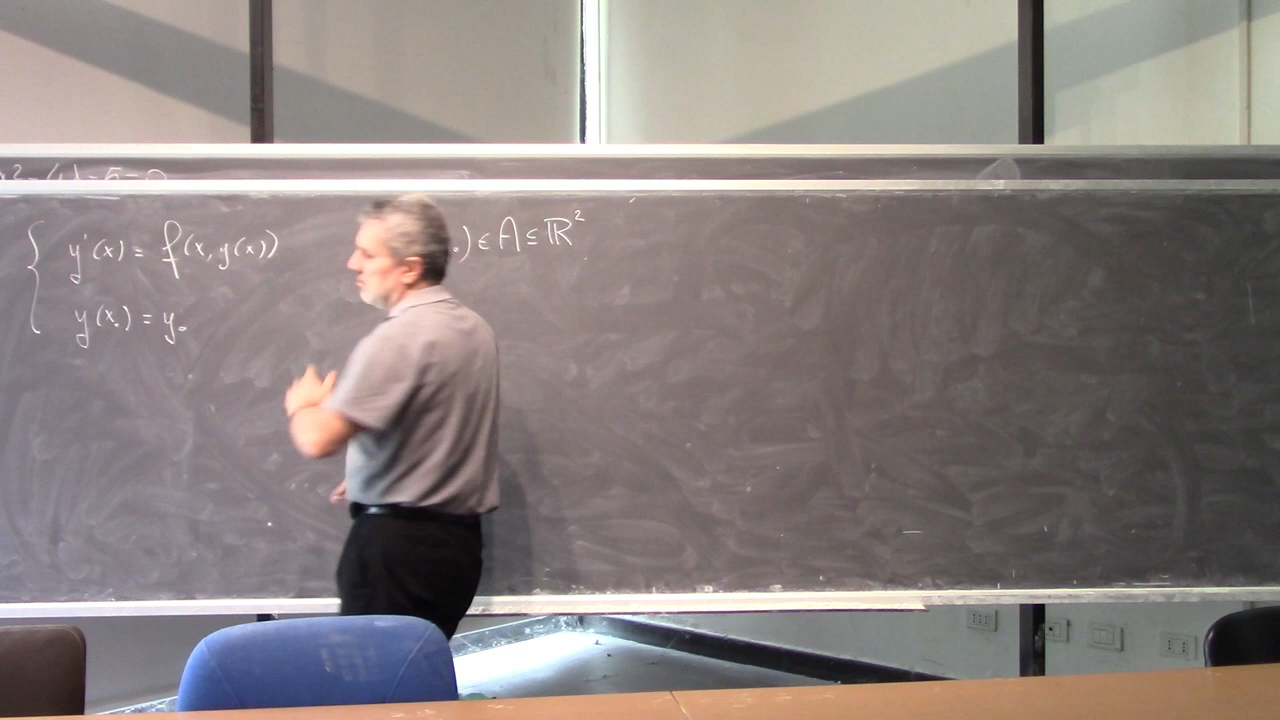 y'(x) = f(x, y(x)) .) ∈ A ⊆ ℝ²
y(x₀) = y₀